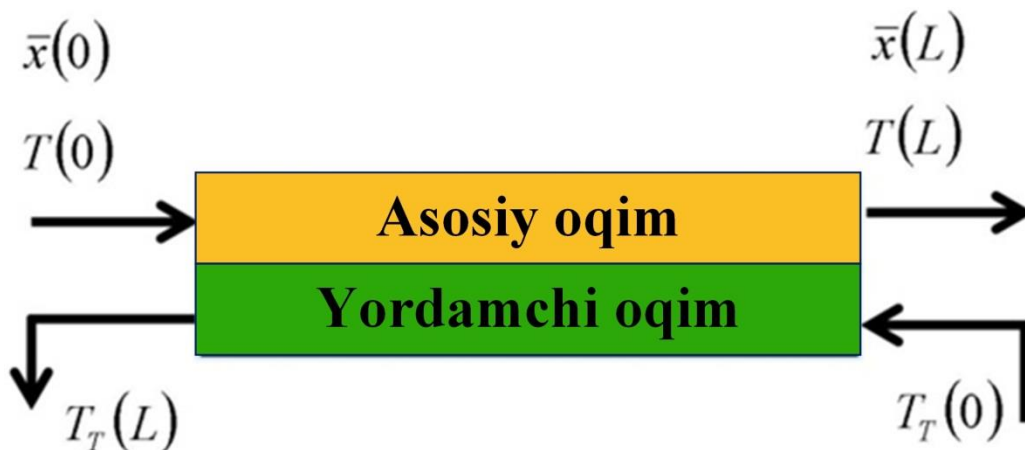 x̄(0)
x̄(L)
T(0)
T(L)
Asosiy oqim
Yordamchi oqim
T_T(L)
T_T(0)